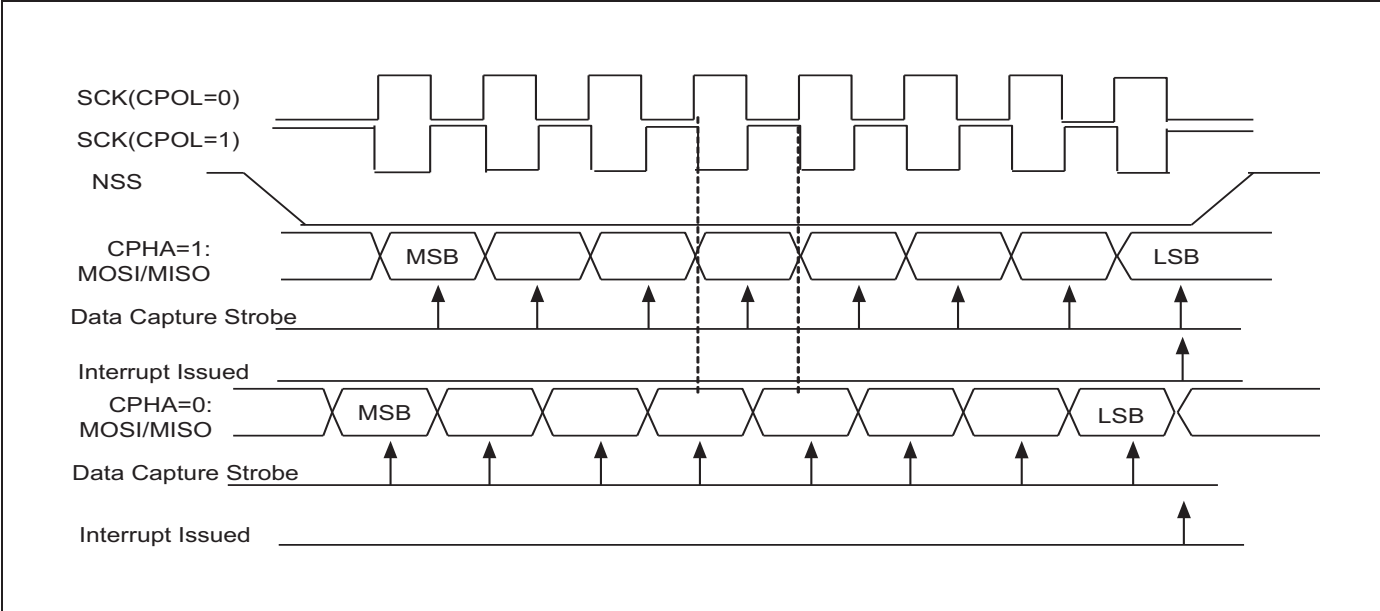 SCK(CPOL=0)
SCK(CPOL=1)
NSS
CPHA=1:
MOSI/MISO
MSB
LSB
Data Capture Strobe
Interrupt Issued
CPHA=0:
MOSI/MISO
MSB
LSB
Data Capture Strobe
Interrupt Issued